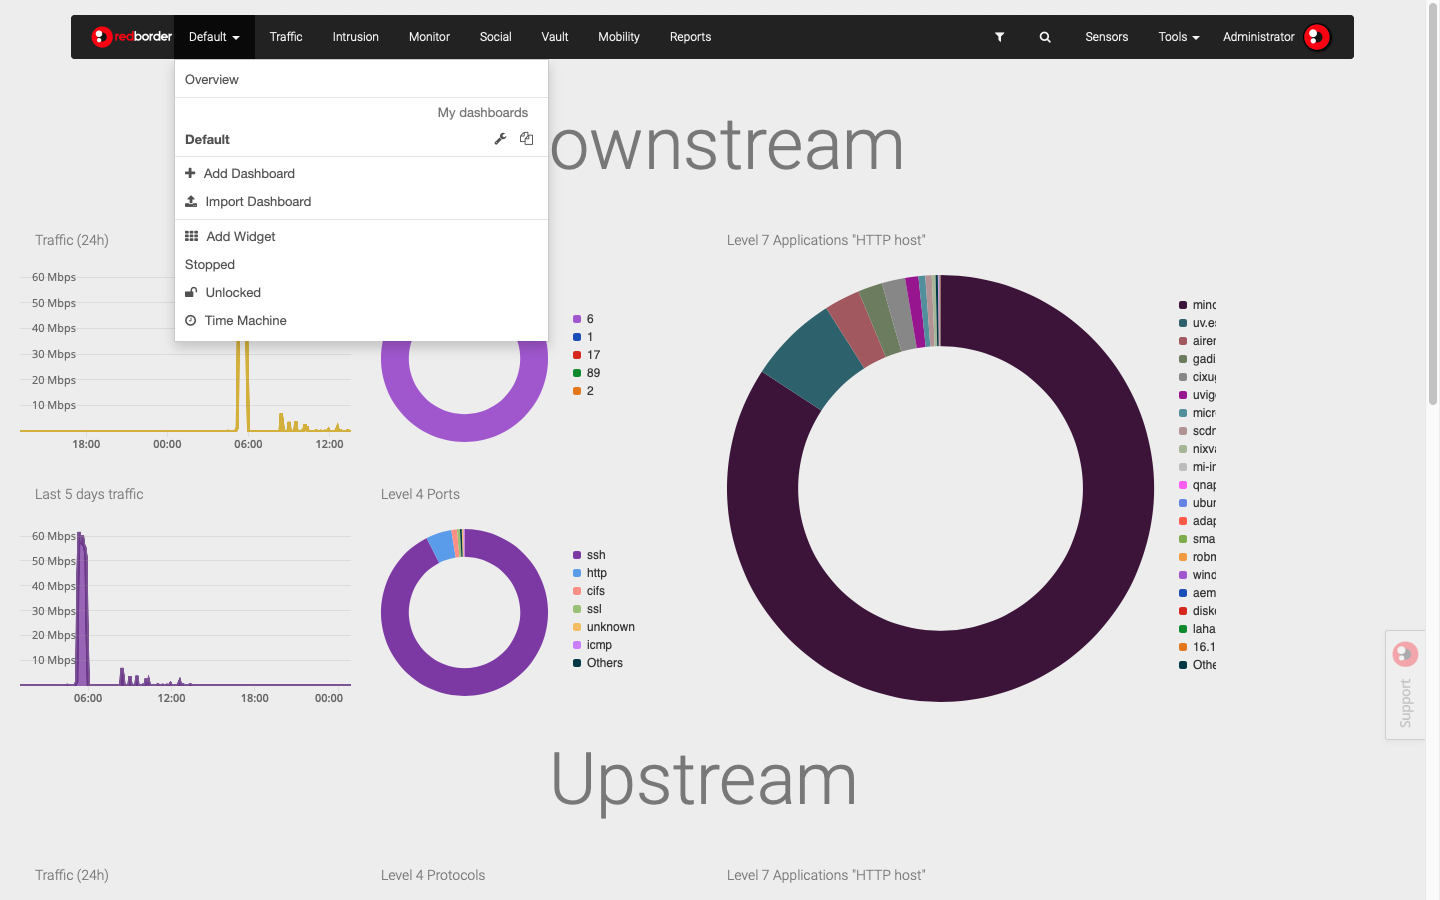 redborder
Default
Traffic
Intrusion
Monitor
Social
Vault
Mobility
Reports
Sensors
Tools
Administrator
Overview
My dashboards
Default
Add Dashboard
Import Dashboard
Add Widget
Stopped
Unlocked
Time Machine
ownstream
Traffic (24h)
60 Mbps
50 Mbps
40 Mbps
30 Mbps
20 Mbps
10 Mbps
18:00
00:00
06:00
12:00
6
1
17
89
2
Level 7 Applications "HTTP host"
uv.e
airer
gadi
cixu
uvig
micr
scdr
nixv
mi-ir
qnap
ubur
adap
sma
robn
wind
aem
disk
laha
16.1
Othe
Last 5 days traffic
60 Mbps
50 Mbps
40 Mbps
30 Mbps
20 Mbps
10 Mbps
06:00
12:00
18:00
00:00
Level 4 Ports
ssh
http
cifs
ssl
unknown
icmp
Others
Support
Upstream
Traffic (24h)
Level 4 Protocols
Level 7 Applications "HTTP host"